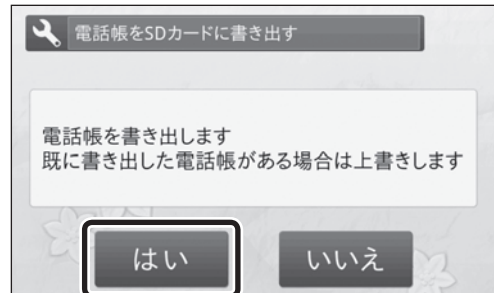 電話帳をSDカードに書き出す
電話帳を書き出します
既に書き出した電話帳がある場合は上書きします
はい
いいえ